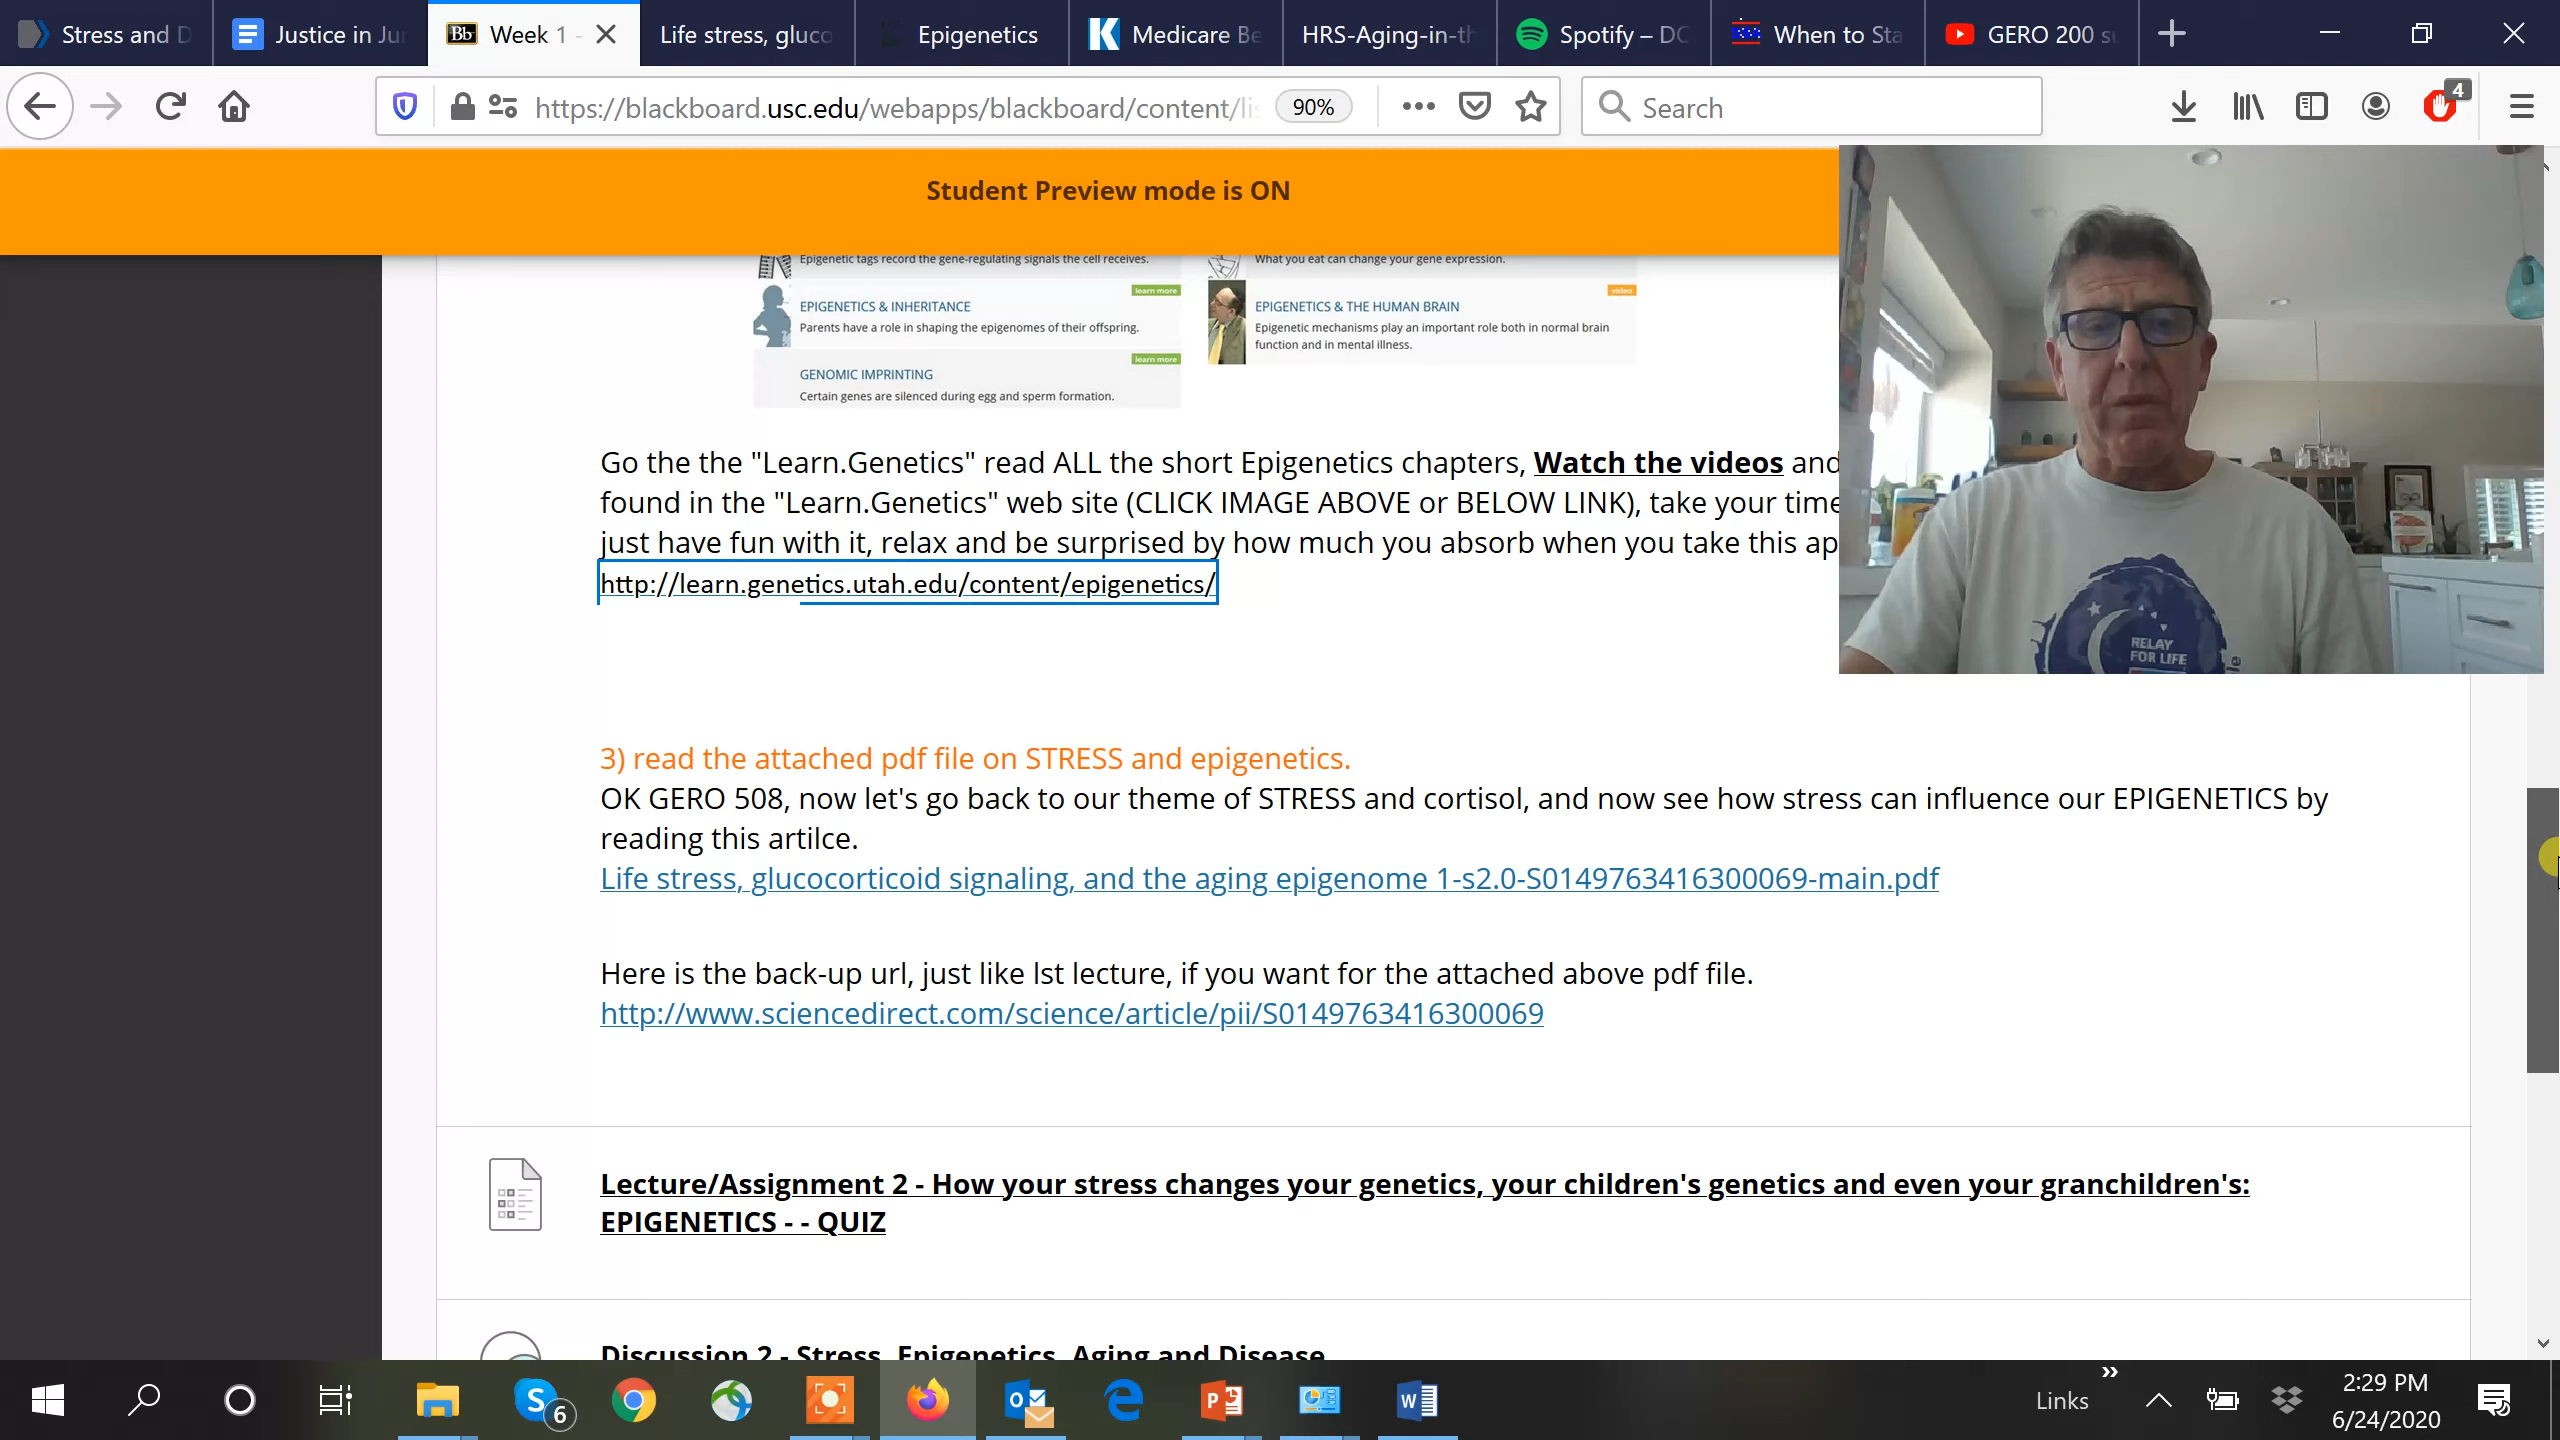 Stress and D
Justice in Ju
Week 1 -
Life stress, gluco
Epigenetics
Medicare Be
HRS-Aging-in-th
Spotify – DC
When to Sta
GERO 200 s
https://blackboard.usc.edu/webapps/blackboard/content/lis
90%
Search
4
Student Preview mode is ON
Epigenetic tags record the gene-regulating signals the cell receives.
What you eat can change your gene expression.
learn more
EPIGENETICS & INHERITANCE
Parents have a role in shaping the epigenomes of their offspring.
video
EPIGENETICS & THE HUMAN BRAIN
Epigenetic mechanisms play an important role both in normal brain
function and in mental illness.
learn more
GENOMIC IMPRINTING
Certain genes are silenced during egg and sperm formation.
Go the the "Learn.Genetics" read ALL the short Epigenetics chapters, Watch the videos and
found in the "Learn.Genetics" web site (CLICK IMAGE ABOVE or BELOW LINK), take your time
just have fun with it, relax and be surprised by how much you absorb when you take this ap
http://learn.genetics.utah.edu/content/epigenetics/
RELAY
FOR LIFE
3) read the attached pdf file on STRESS and epigenetics.
OK GERO 508, now let's go back to our theme of STRESS and cortisol, and now see how stress can influence our EPIGENETICS by
reading this artilce.
Life stress, glucocorticoid signaling, and the aging epigenome 1-s2.0-S0149763416300069-main.pdf
Here is the back-up url, just like lst lecture, if you want for the attached above pdf file.
http://www.sciencedirect.com/science/article/pii/S0149763416300069
Lecture/Assignment 2 - How your stress changes your genetics, your children's genetics and even your granchildren's:
EPIGENETICS - - QUIZ
Discussion 2 - Stress, Epigenetics, Aging and Disease
6
Links
2:29 PM
6/24/2020